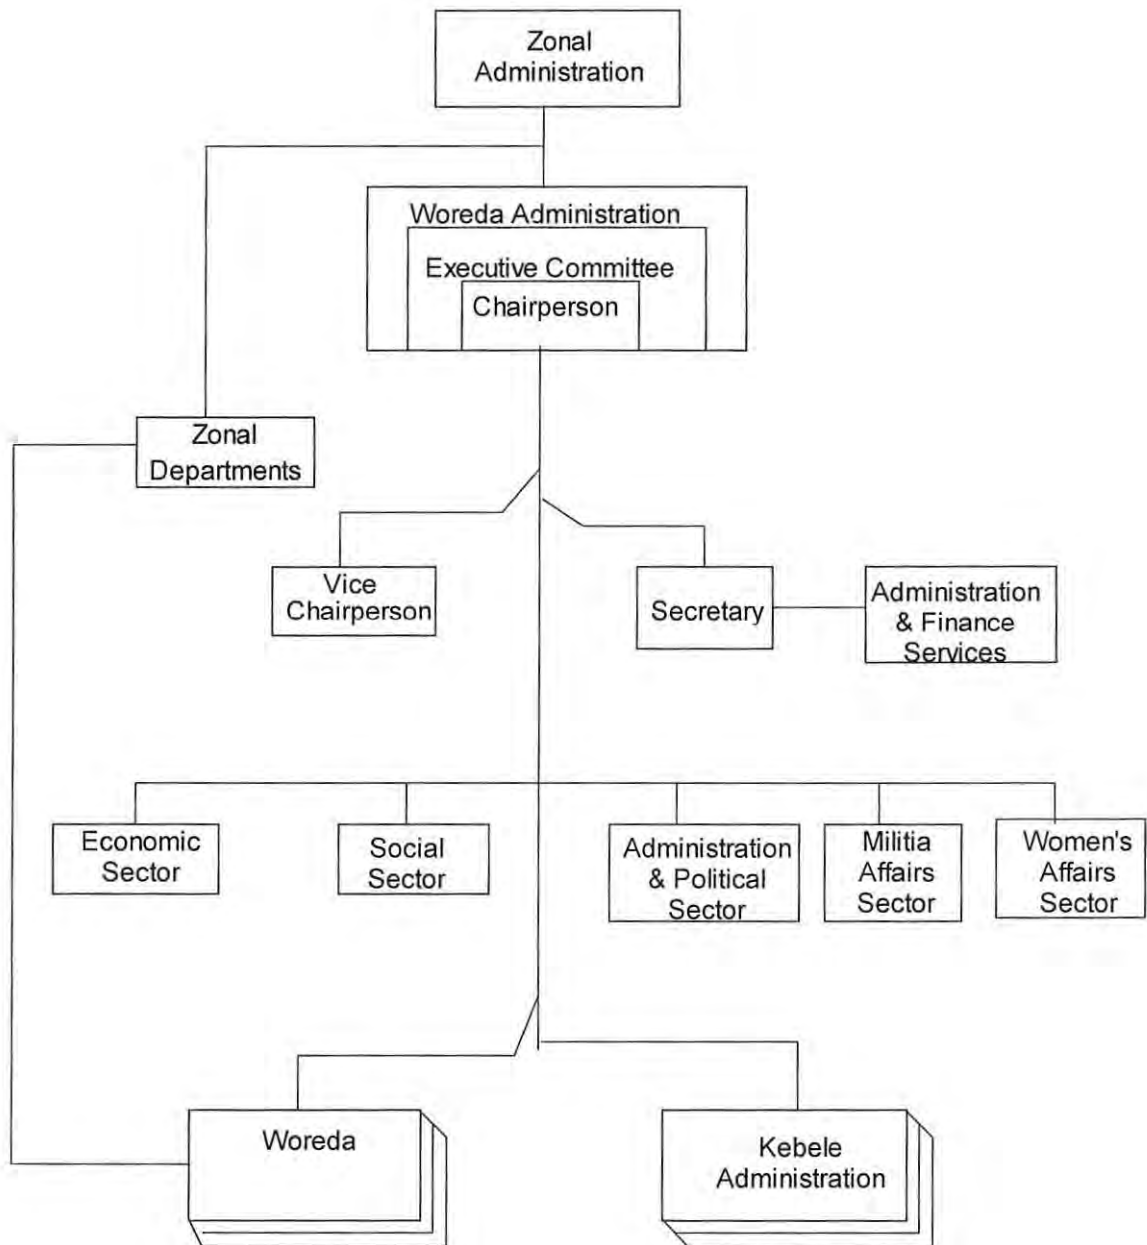 Zonal
Administration
Woreda Administration
Executive Committee
Chairperson
Zonal
Departments
Vice
Chairperson
Secretary
Administration
& Finance
Services
Economic
Sector
Social
Sector
Administration
& Political
Sector
Militia
Affairs
Sector
Women's
Affairs
Sector
Woreda
Kebele
Administration